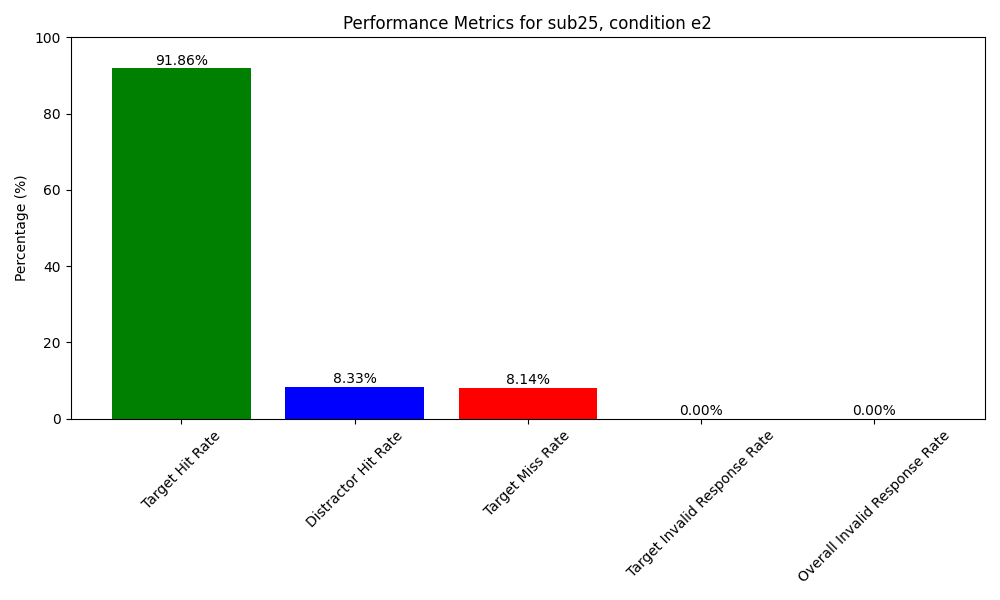 Performance Metrics for sub25, condition e2
Percentage (%)
100
80
60
40
20
0
91.86%
8.33%
8.14%
0.00%
0.00%
Target Hit Rate
Distractor Hit Rate
Target Miss Rate
Target Invalid Response Rate
Overall Invalid Response Rate